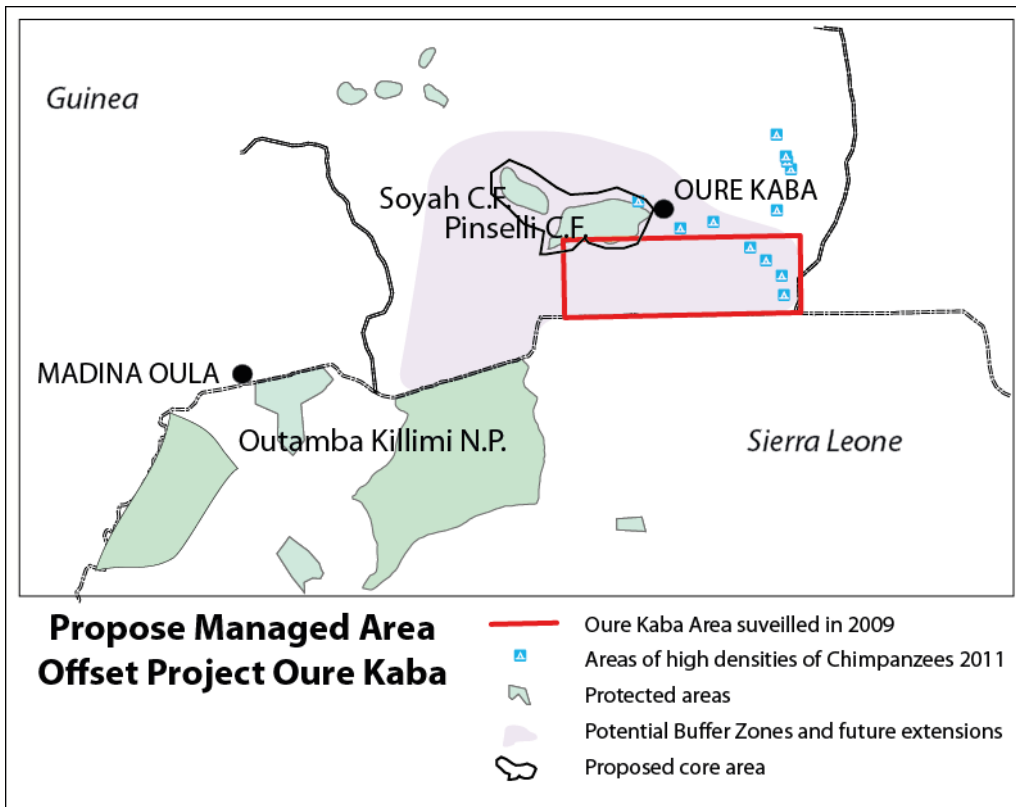 Guinea
Soyah C.F.
OURE KABA
Pinselli C.F.
MADINA OULA
Outamba Killimi N.P.
Sierra Leone
Propose Managed Area
Offset Project Oure Kaba
Oure Kaba Area suveilled in 2009
Areas of high densities of Chimpanzees 2011
Protected areas
Potential Buffer Zones and future extensions
Proposed core area